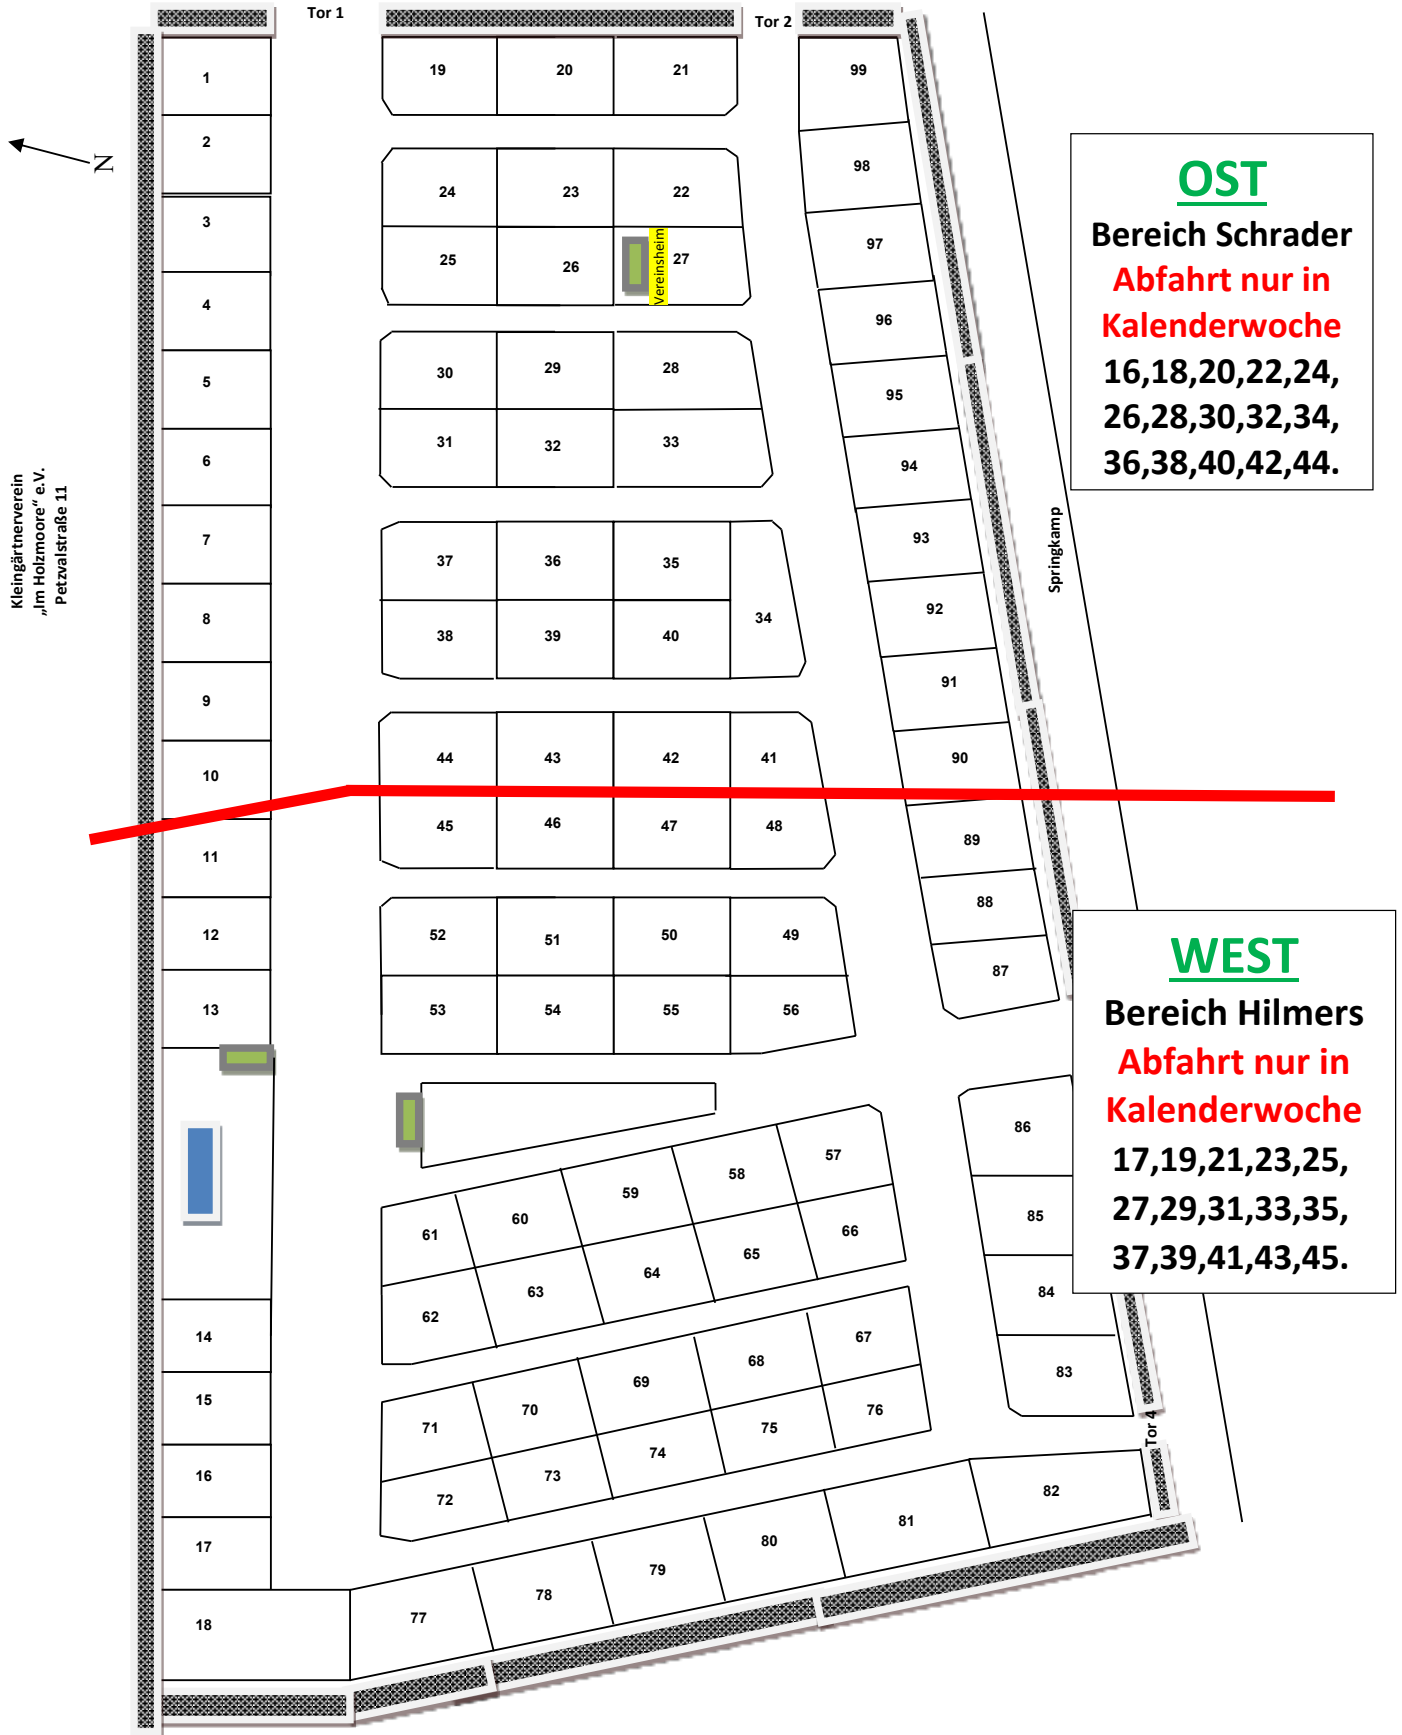 Tor 1
Tor 2
N
Kleingärtnerverein
„Im Holzmoore“ e.V.
Petzvalstraße 11
1
2
3
4
5
6
7
8
9
10
11
12
13
14
15
16
17
18
19 20 21
24 23 22
25 26 27
Vereinsheim
30 29 28
31 32 33
37 36 35
34
38 39 40
44 43 42 41
45 46 47 48
52 51 50 49
53 54 55 56
61 60 59 58 57
62 63 64 65 66
71 70 69 68 67
72 73 74 75 76
77 78 79 80 81 82
99
98
97
96
95
94
93
92
91
90
89
88
87
86
85
84
83
Tor 4
Springkamp
OST
Bereich Schrader
Abfahrt nur in
Kalenderwoche
16,18,20,22,24,
26,28,30,32,34,
36,38,40,42,44.
WEST
Bereich Hilmers
Abfahrt nur in
Kalenderwoche
17,19,21,23,25,
27,29,31,33,35,
37,39,41,43,45.